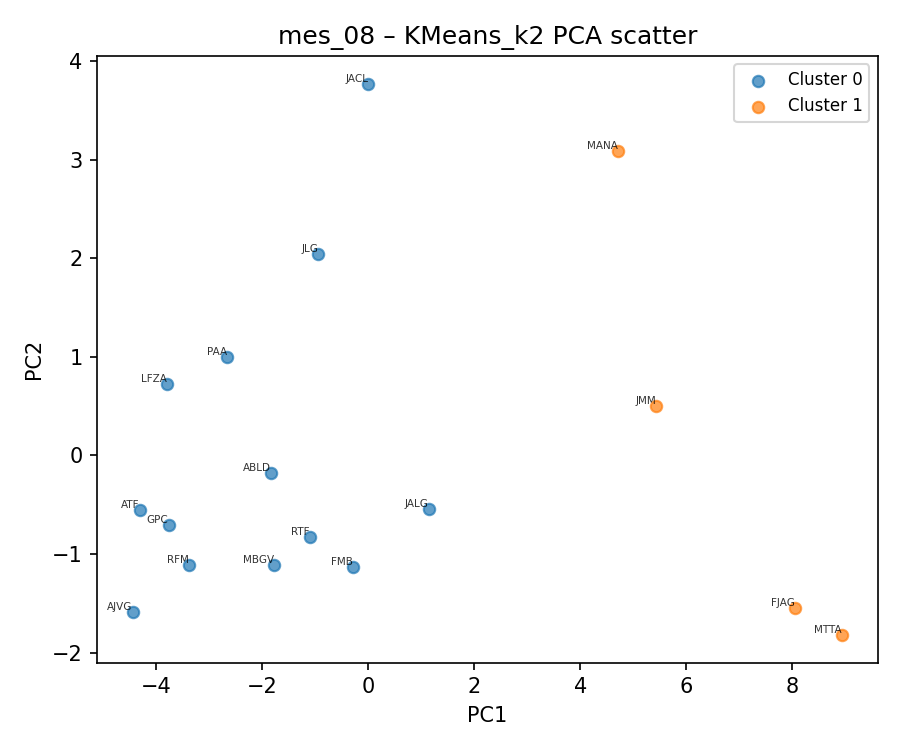 mes_08 – KMeans_k2 PCA scatter
Cluster 0
Cluster 1
JACL
MANA
JLG
PAA
LFZA
JMM
ABLD
ATF
GPC
JALG
RTF
RFM
MBGV
FMB
AJVG
FJAG
MTTA
4
3
2
1
0
−1
−2
PC2
−4
−2
0
2
4
6
8
PC1